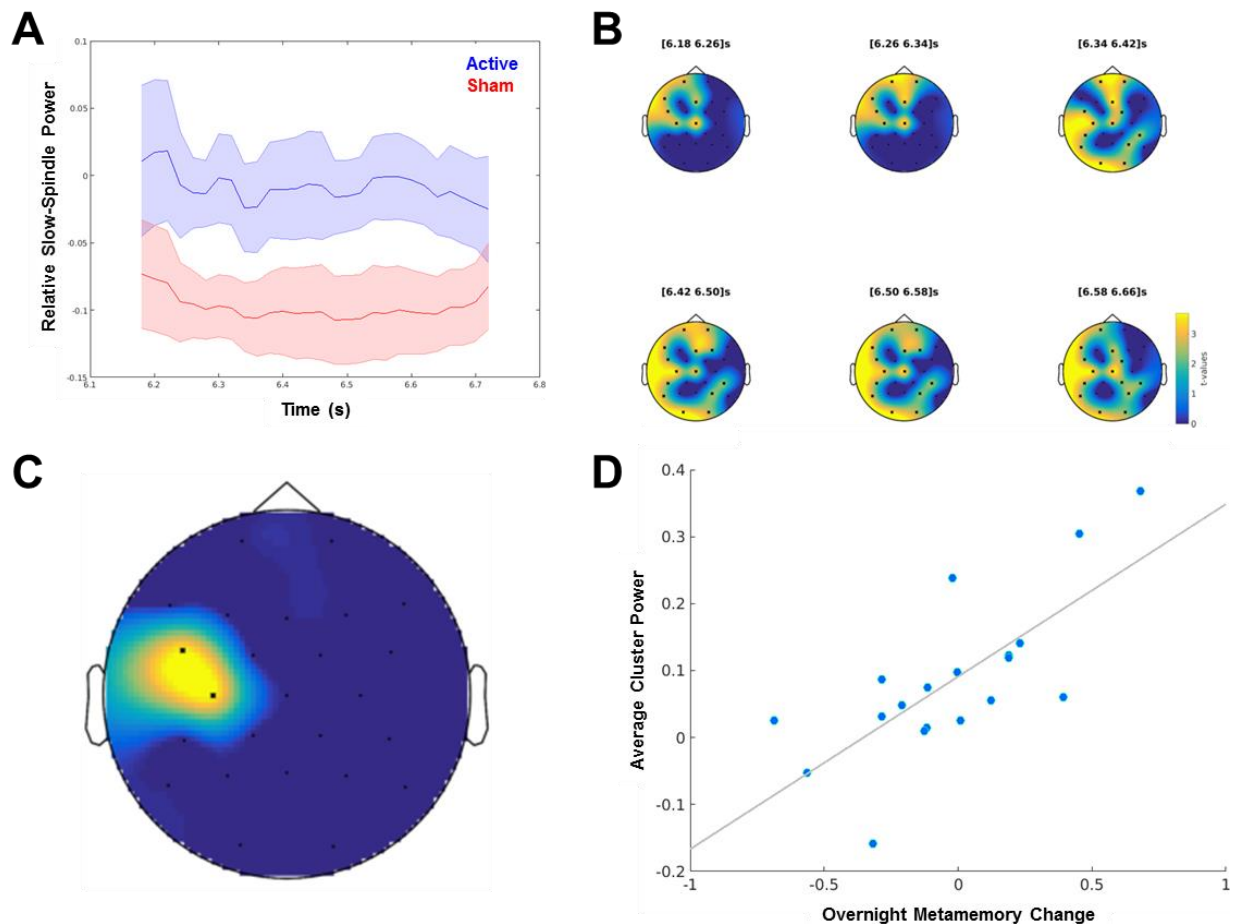 A
Relative Slow-Spindle Power
0.1
0.05
0
-0.05
-0.1
-0.15
Active
Sham
6.1 6.2 6.3 6.4 6.5 6.6 6.7 6.8
Time (s)
B
[6.18 6.26]s [6.26 6.34]s [6.34 6.42]s
[6.42 6.50]s [6.50 6.58]s [6.58 6.66]s
3
2
1
0
t-values
C
D
Average Cluster Power
0.4
0.3
0.2
0.1
0
-0.1
-0.2
-1 -0.5 0 0.5 1
Overnight Metamemory Change